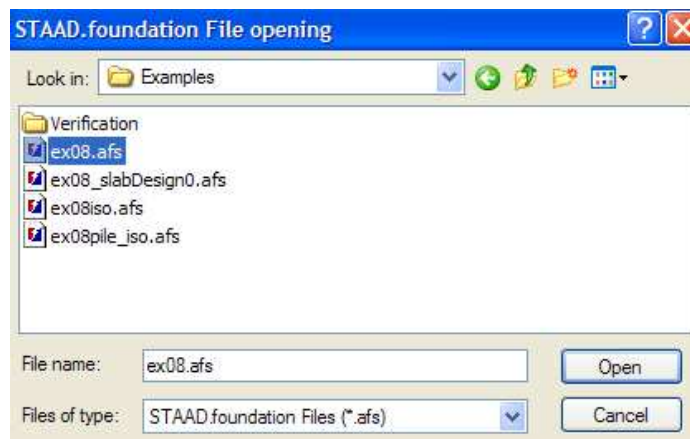 STAAD.foundation File opening
Look in: Examples
Verification
ex08.afs
ex08_slabDesign0.afs
ex08iso.afs
ex08pile_iso.afs
File name: ex08.afs Open
Files of type: STAAD.foundation Files (*.afs) Cancel